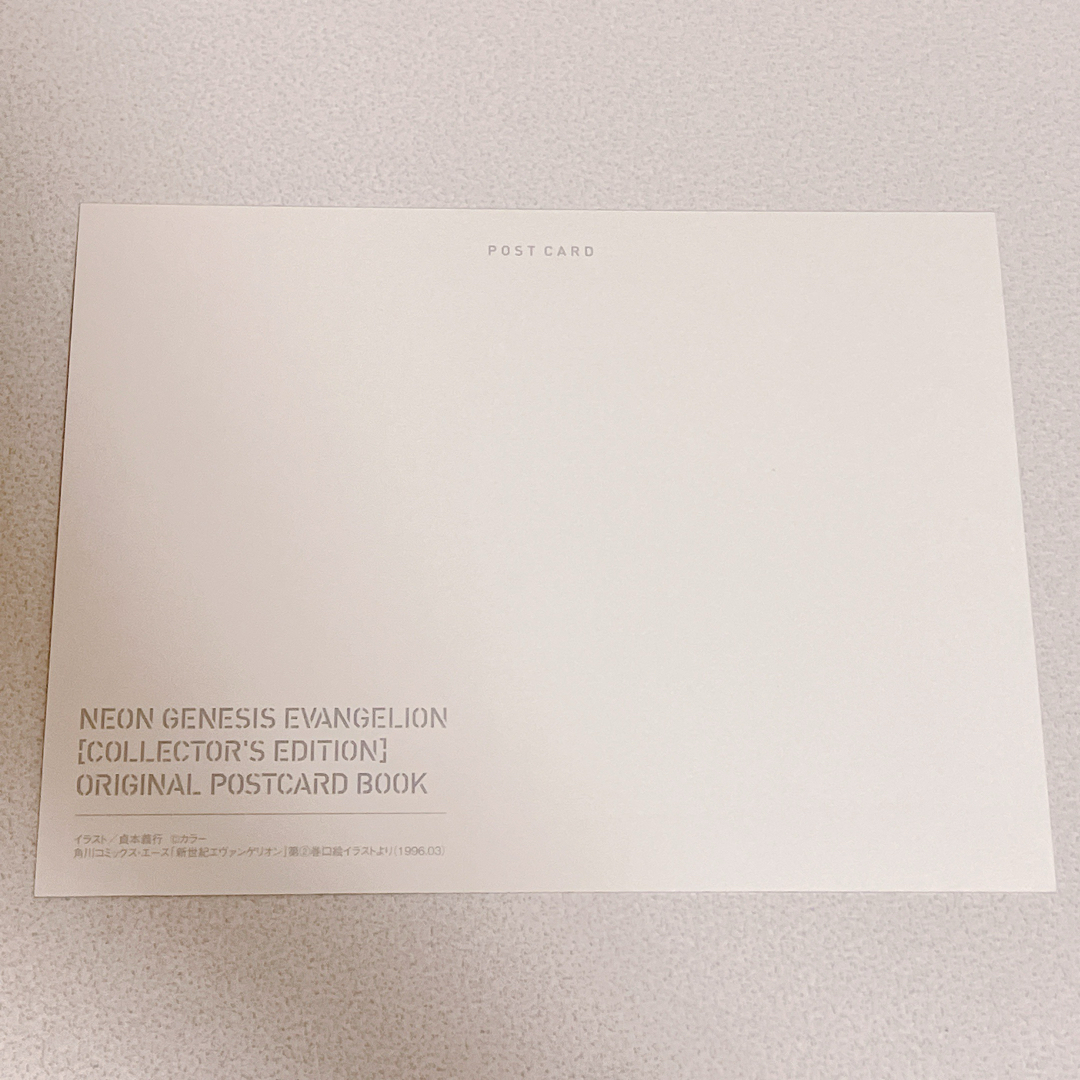 POST CARD
NEON GENESIS EVANGELION
[COLLECTOR'S EDITION]
ORIGINAL POSTCARD BOOK
イラスト／貞本義行 ©カラー
角川コミックス・エース「新世紀エヴァンゲリオン」第②巻口絵イラストより(1996.03)